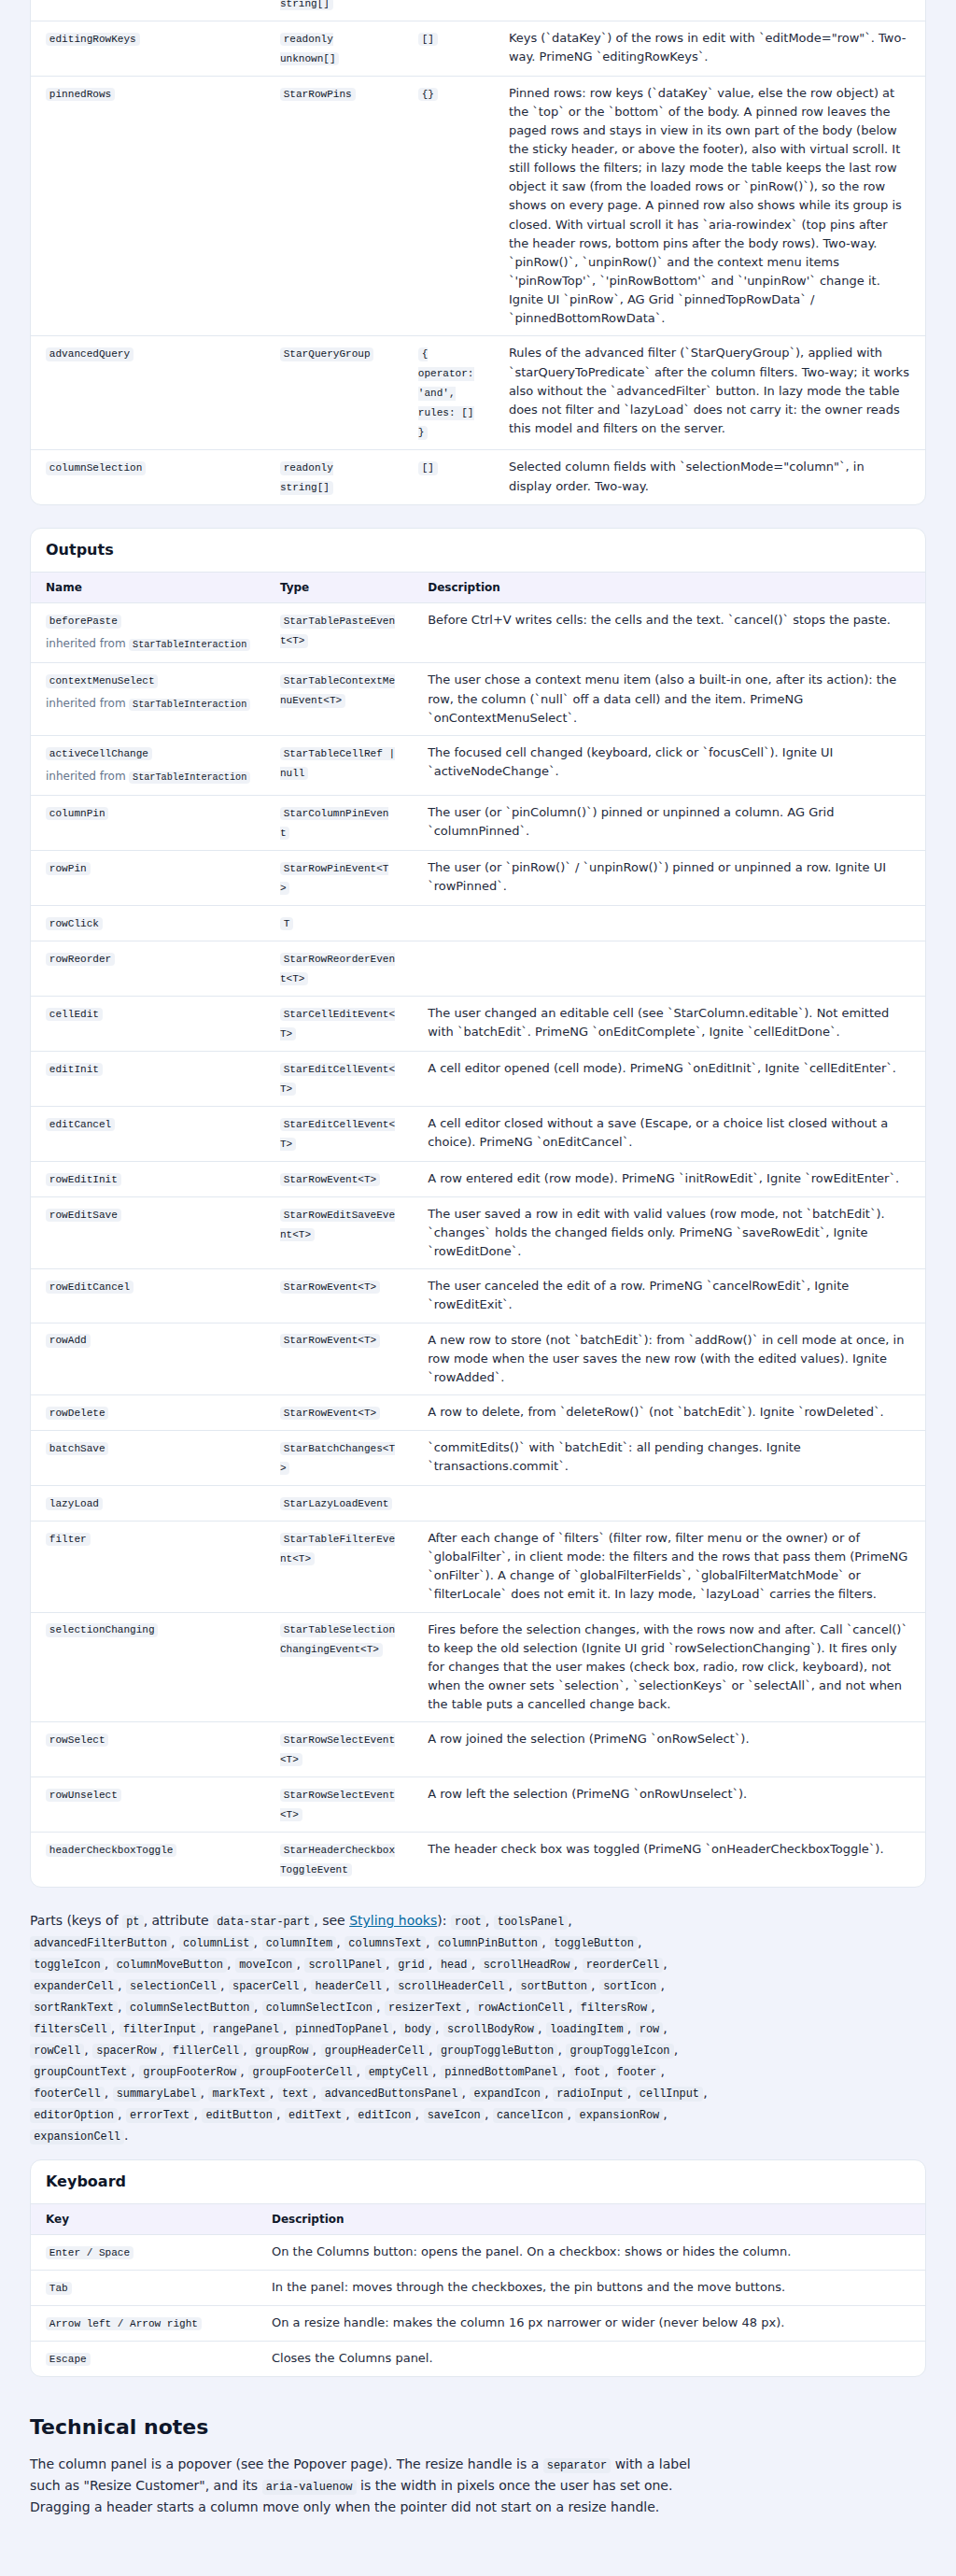 string[]
editingRowKeys readonly [] Keys (`dataKey`) of the rows in edit with `editMode="row"`. Two-
unknown[] way. PrimeNG `editingRowKeys`.
pinnedRows StarRowPins {} Pinned rows: row keys (`dataKey` value, else the row object) at
the `top` or the `bottom` of the body. A pinned row leaves the
paged rows and stays in view in its own part of the body (below
the sticky header, or above the footer), also with virtual scroll. It
still follows the filters; in lazy mode the table keeps the last row
object it saw (from the loaded rows or `pinRow()`), so the row
shows on every page. A pinned row also shows while its group is
closed. With virtual scroll it has `aria-rowindex` (top pins after
the header rows, bottom pins after the body rows). Two-way.
`pinRow()`, `unpinRow()` and the context menu items
`'pinRowTop'`, `'pinRowBottom'` and `'unpinRow'` change it.
Ignite UI `pinRow`, AG Grid `pinnedTopRowData` /
`pinnedBottomRowData`.
advancedQuery StarQueryGroup { Rules of the advanced filter (`StarQueryGroup`), applied with
operator: `starQueryToPredicate` after the column filters. Two-way; it works
'and', also without the `advancedFilter` button. In lazy mode the table
rules: [] does not filter and `lazyLoad` does not carry it: the owner reads
} this model and filters on the server.
columnSelection readonly [] Selected column fields with `selectionMode="column"`, in
string[] display order. Two-way.
Outputs
Name Type Description
beforePaste StarTablePasteEven Before Ctrl+V writes cells: the cells and the text. `cancel()` stops the paste.
inherited from StarTableInteraction t<T>
contextMenuSelect StarTableContextMe The user chose a context menu item (also a built-in one, after its action): the
inherited from StarTableInteraction nuEvent<T> row, the column (`null` off a data cell) and the item. PrimeNG
`onContextMenuSelect`.
activeCellChange StarTableCellRef | The focused cell changed (keyboard, click or `focusCell`). Ignite UI
inherited from StarTableInteraction null `activeNodeChange`.
columnPin StarColumnPinEven The user (or `pinColumn()`) pinned or unpinned a column. AG Grid
t `columnPinned`.
rowPin StarRowPinEvent<T The user (or `pinRow()` / `unpinRow()`) pinned or unpinned a row. Ignite UI
> `rowPinned`.
rowClick T
rowReorder StarRowReorderEven
t<T>
cellEdit StarCellEditEvent< The user changed an editable cell (see `StarColumn.editable`). Not emitted
T> with `batchEdit`. PrimeNG `onEditComplete`, Ignite `cellEditDone`.
editInit StarEditCellEvent< A cell editor opened (cell mode). PrimeNG `onEditInit`, Ignite `cellEditEnter`.
T>
editCancel StarEditCellEvent< A cell editor closed without a save (Escape, or a choice list closed without a
T> choice). PrimeNG `onEditCancel`.
rowEditInit StarRowEvent<T> A row entered edit (row mode). PrimeNG `initRowEdit`, Ignite `rowEditEnter`.
rowEditSave StarRowEditSaveEve The user saved a row in edit with valid values (row mode, not `batchEdit`).
nt<T> `changes` holds the changed fields only. PrimeNG `saveRowEdit`, Ignite
`rowEditDone`.
rowEditCancel StarRowEvent<T> The user canceled the edit of a row. PrimeNG `cancelRowEdit`, Ignite
`rowEditExit`.
rowAdd StarRowEvent<T> A new row to store (not `batchEdit`): from `addRow()` in cell mode at once, in
row mode when the user saves the new row (with the edited values). Ignite
`rowAdded`.
rowDelete StarRowEvent<T> A row to delete, from `deleteRow()` (not `batchEdit`). Ignite `rowDeleted`.
batchSave StarBatchChanges<T `commitEdits()` with `batchEdit`: all pending changes. Ignite
> `transactions.commit`.
lazyLoad StarLazyLoadEvent
filter StarTableFilterEve After each change of `filters` (filter row, filter menu or the owner) or of
nt<T> `globalFilter`, in client mode: the filters and the rows that pass them (PrimeNG
`onFilter`). A change of `globalFilterFields`, `globalFilterMatchMode` or
`filterLocale` does not emit it. In lazy mode, `lazyLoad` carries the filters.
selectionChanging StarTableSelection Fires before the selection changes, with the rows now and after. Call `cancel()`
ChangingEvent<T> to keep the old selection (Ignite UI grid `rowSelectionChanging`). It fires only
for changes that the user makes (check box, radio, row click, keyboard), not
when the owner sets `selection`, `selectionKeys` or `selectAll`, and not when
the table puts a cancelled change back.
rowSelect StarRowSelectEvent A row joined the selection (PrimeNG `onRowSelect`).
<T>
rowUnselect StarRowSelectEvent A row left the selection (PrimeNG `onRowUnselect`).
<T>
headerCheckboxToggle StarHeaderCheckbox The header check box was toggled (PrimeNG `onHeaderCheckboxToggle`).
ToggleEvent
Parts (keys of pt, attribute data-star-part, see Styling hooks): root, toolsPanel,
advancedFilterButton, columnList, columnItem, columnsText, columnPinButton, toggleButton,
toggleIcon, columnMoveButton, moveIcon, scrollPanel, grid, head, scrollHeadRow, reorderCell,
expanderCell, selectionCell, spacerCell, headerCell, scrollHeaderCell, sortButton, sortIcon,
sortRankText, columnSelectButton, columnSelectIcon, resizerText, rowActionCell, filtersRow,
filtersCell, filterInput, rangePanel, pinnedTopPanel, body, scrollBodyRow, loadingItem, row,
rowCell, spacerRow, fillerCell, groupRow, groupHeaderCell, groupToggleButton, groupToggleIcon,
groupCountText, groupFooterRow, groupFooterCell, emptyCell, pinnedBottomPanel, foot, footer,
footerCell, summaryLabel, markText, text, advancedButtonsPanel, expandIcon, radioInput, cellInput,
editorOption, errorText, editButton, editText, editIcon, saveIcon, cancelIcon, expansionRow,
expansionCell.
Keyboard
Key Description
Enter / Space On the Columns button: opens the panel. On a checkbox: shows or hides the column.
Tab In the panel: moves through the checkboxes, the pin buttons and the move buttons.
Arrow left / Arrow right On a resize handle: makes the column 16 px narrower or wider (never below 48 px).
Escape Closes the Columns panel.
Technical notes
The column panel is a popover (see the Popover page). The resize handle is a separator with a label
such as "Resize Customer", and its aria-valuenow is the width in pixels once the user has set one.
Dragging a header starts a column move only when the pointer did not start on a resize handle.